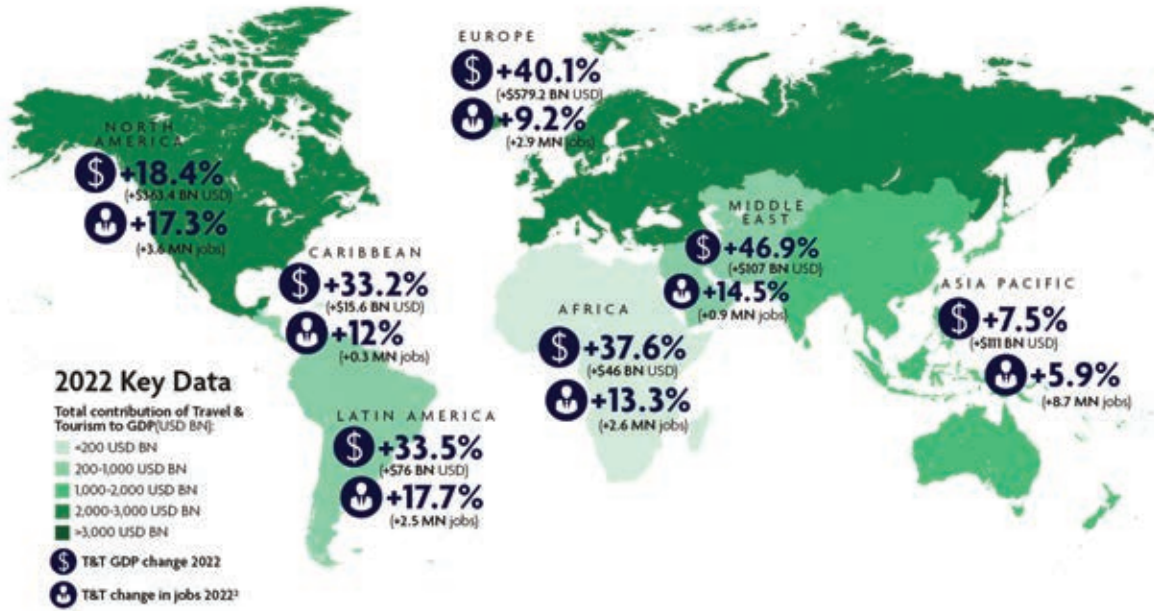 EUROPE
+40.1%
(+$579.2 BN USD)
+9.2%
(+2.9 MN jobs)
NORTH
AMERICA
+18.4%
(+$363.4 BN USD)
+17.3%
(+3.6 MN jobs)
MIDDLE
EAST
+46.9%
(+$107 BN USD)
+14.5%
(+0.9 MN jobs)
CARIBBEAN
+33.2%
(+$15.6 BN USD)
+12%
(+0.3 MN jobs)
ASIA PACIFIC
+7.5%
(+$111 BN USD)
+5.9%
(+8.7 MN jobs)
AFRICA
+37.6%
(+$46 BN USD)
+13.3%
(+2.6 MN jobs)
LATIN AMERICA
+33.5%
(+$76 BN USD)
+17.7%
(+2.5 MN jobs)
2022 Key Data
Total contribution of Travel &
Tourism to GDP(USD BN):
<200 USD BN
200-1,000 USD BN
1,000-2,000 USD BN
2,000-3,000 USD BN
>3,000 USD BN
$ T&T GDP change 2022
T&T change in jobs 2022²